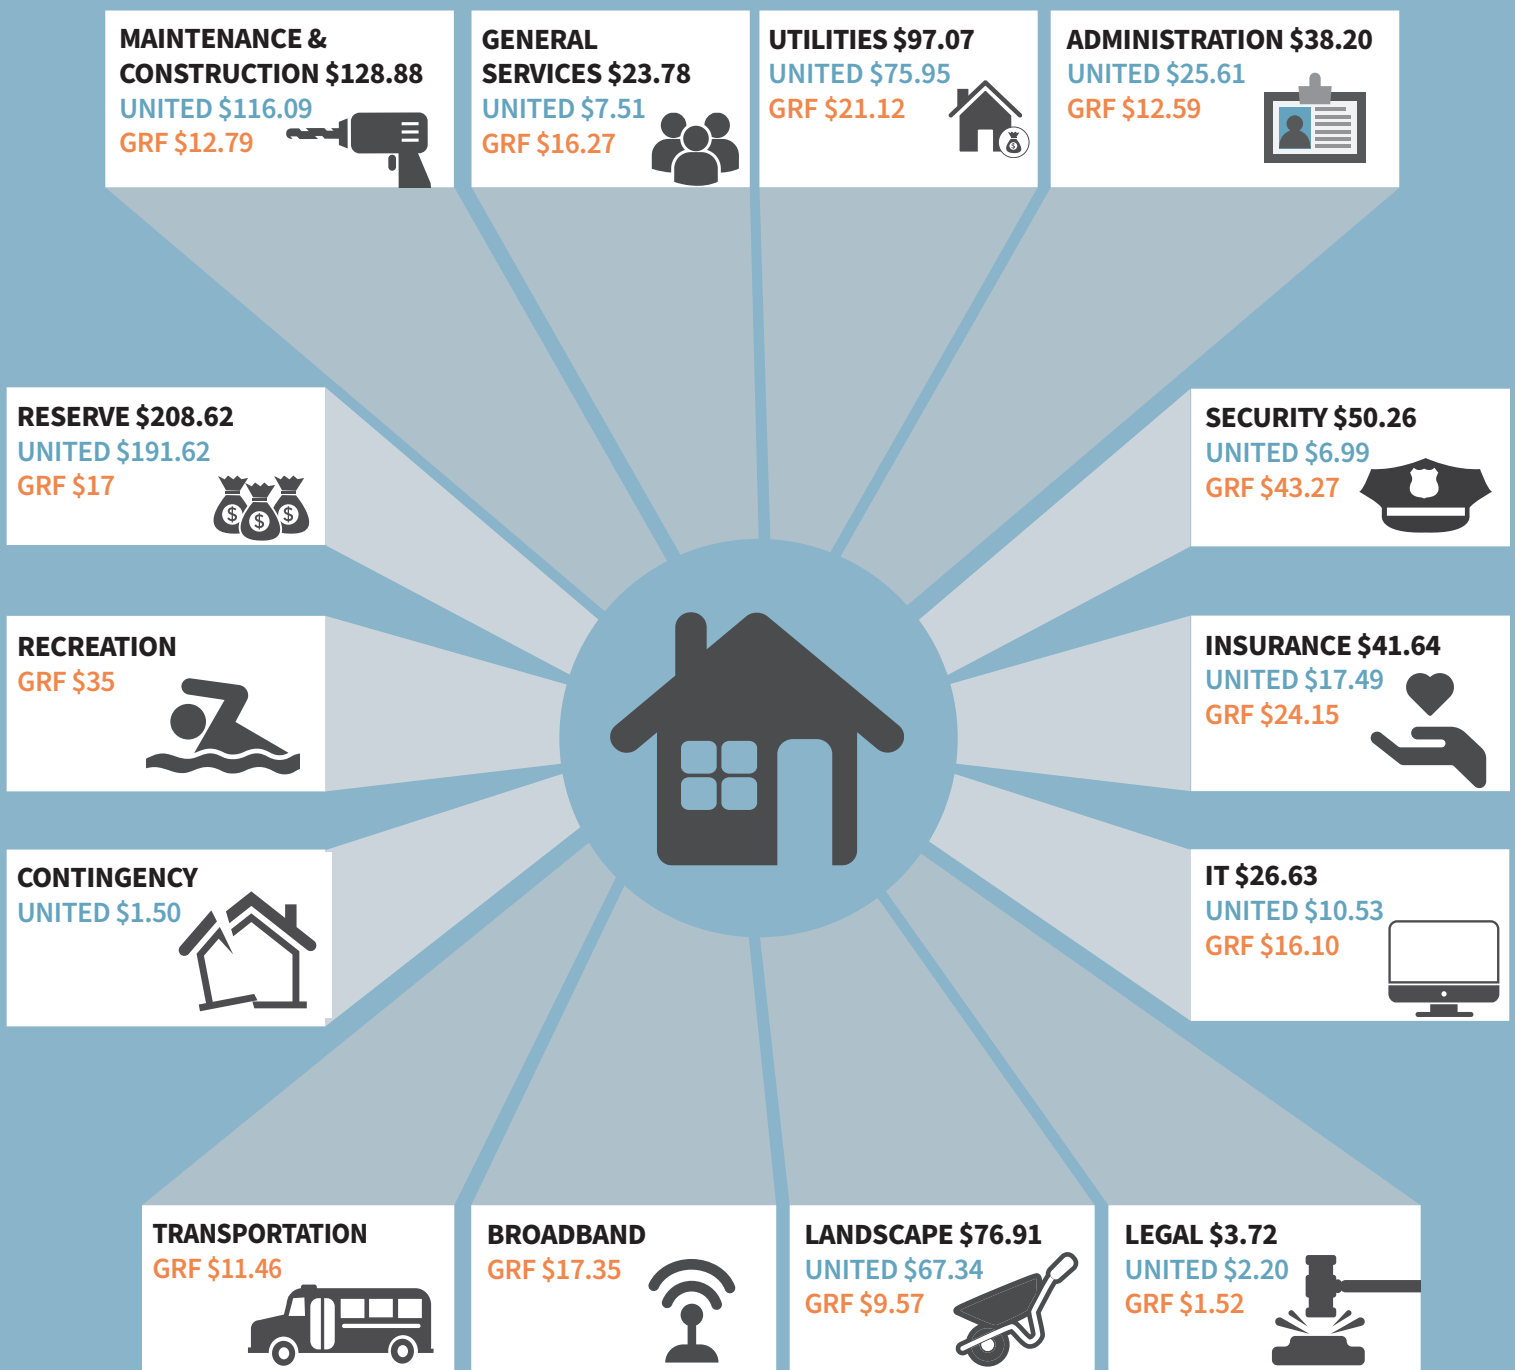 MAINTENANCE &
CONSTRUCTION $128.88
UNITED $116.09
GRF $12.79
GENERAL
SERVICES $23.78
UNITED $7.51
GRF $16.27
UTILITIES $97.07
UNITED $75.95
GRF $21.12
$
ADMINISTRATION $38.20
UNITED $25.61
GRF $12.59
RESERVE $208.62
UNITED $191.62
GRF $17
$ $ $
SECURITY $50.26
UNITED $6.99
GRF $43.27
RECREATION
GRF $35
INSURANCE $41.64
UNITED $17.49
GRF $24.15
CONTINGENCY
UNITED $1.50
IT $26.63
UNITED $10.53
GRF $16.10
TRANSPORTATION
GRF $11.46
BROADBAND
GRF $17.35
LANDSCAPE $76.91
UNITED $67.34
GRF $9.57
LEGAL $3.72
UNITED $2.20
GRF $1.52